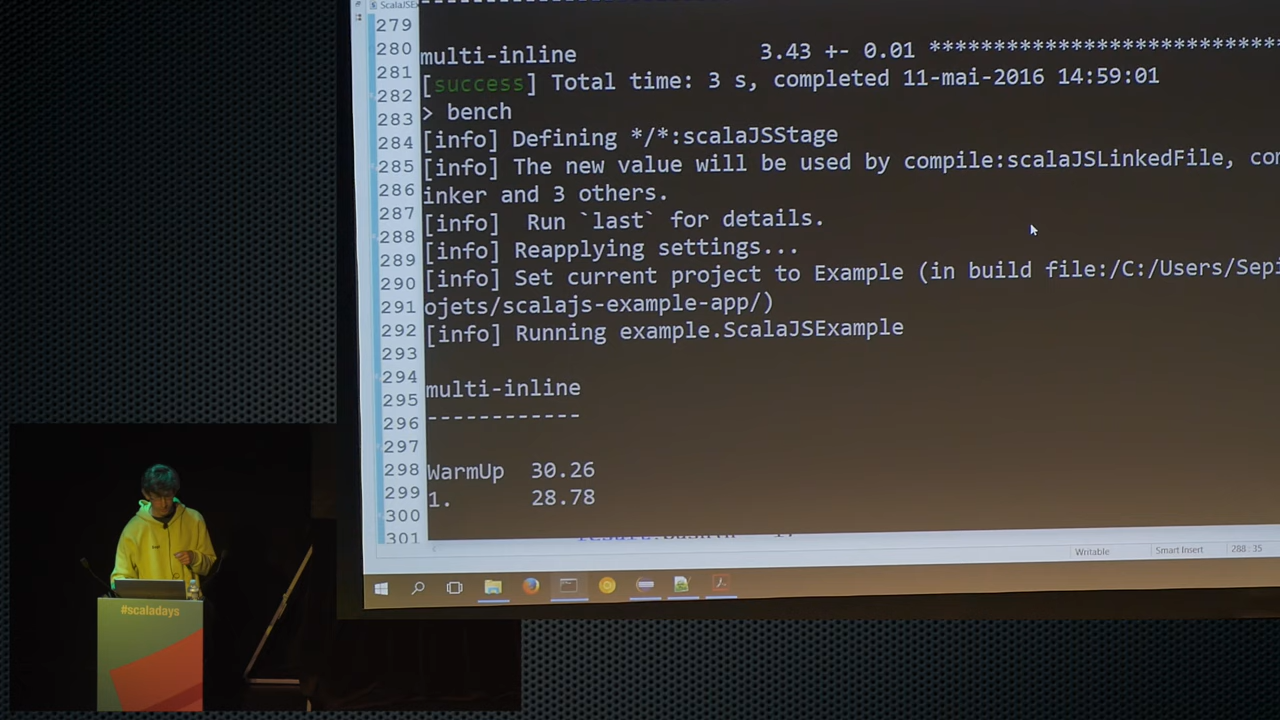 ScalaJSE
279
280
281
282
283
284
285
286
287
288
289
290
291
292
293
294
295
296
297
298
299
300
301
multi-inline 3.43 +- 0.01 ***************************
[success] Total time: 3 s, completed 11-mai-2016 14:59:01
> bench
[info] Defining */*:scalaJSStage
[info] The new value will be used by compile:scalaJSLinkedFile, con
inker and 3 others.
[info] Run `last` for details.
[info] Reapplying settings...
[info] Set current project to Example (in build file:/C:/Users/Sepi
ojets/scalajs-example-app/)
[info] Running example.ScalaJSExample
multi-inline
------------
WarmUp 30.26
1. 28.78
Writable Smart Insert 288 : 35
#scaladays